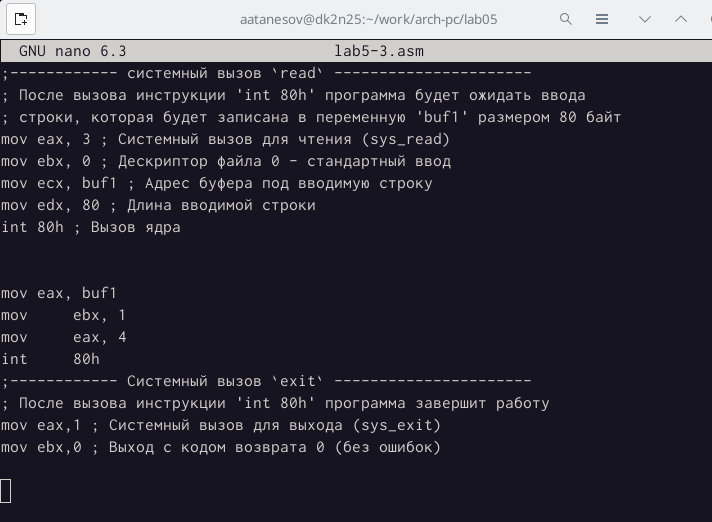 aatanesov@dk2n25:~/work/arch-pc/lab05
GNU nano 6.3 lab5-3.asm
;------------ системный вызов `read` ----------------------
; После вызова инструкции 'int 80h' программа будет ожидать ввода
; строки, которая будет записана в переменную 'buf1' размером 80 байт
mov eax, 3 ; Системный вызов для чтения (sys_read)
mov ebx, 0 ; Дескриптор файла 0 - стандартный ввод
mov ecx, buf1 ; Адрес буфера под вводимую строку
mov edx, 80 ; Длина вводимой строки
int 80h ; Вызов ядра
mov eax, buf1
mov     ebx, 1
mov     eax, 4
int     80h
;------------ Системный вызов `exit` ----------------------
; После вызова инструкции 'int 80h' программа завершит работу
mov eax,1 ; Системный вызов для выхода (sys_exit)
mov ebx,0 ; Выход с кодом возврата 0 (без ошибок)